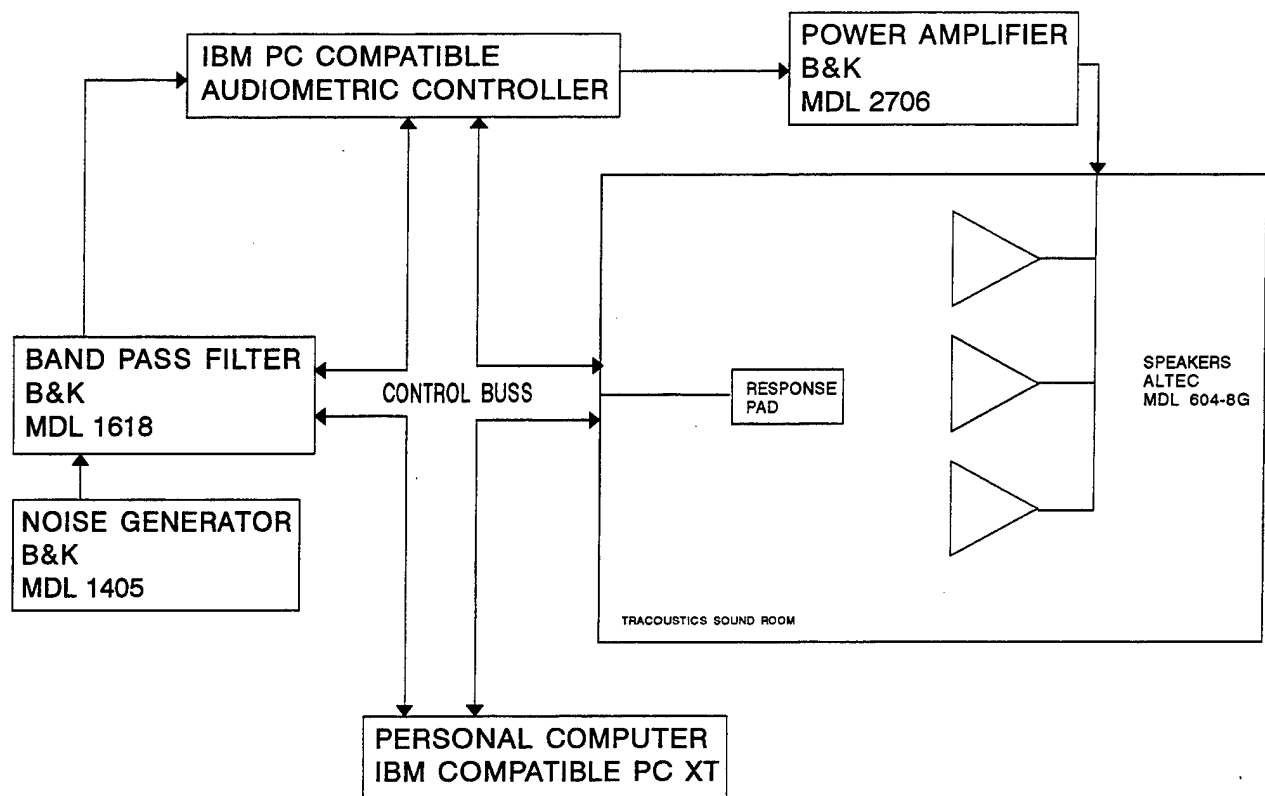 IBM PC COMPATIBLE
AUDIOMETRIC CONTROLLER
POWER AMPLIFIER
B&K
MDL 2706
BAND PASS FILTER
B&K
MDL 1618
CONTROL BUSS
RESPONSE
PAD
SPEAKERS
ALTEC
MDL 604-8G
NOISE GENERATOR
B&K
MDL 1405
TRACOUSTICS SOUND ROOM
PERSONAL COMPUTER
IBM COMPATIBLE PC XT